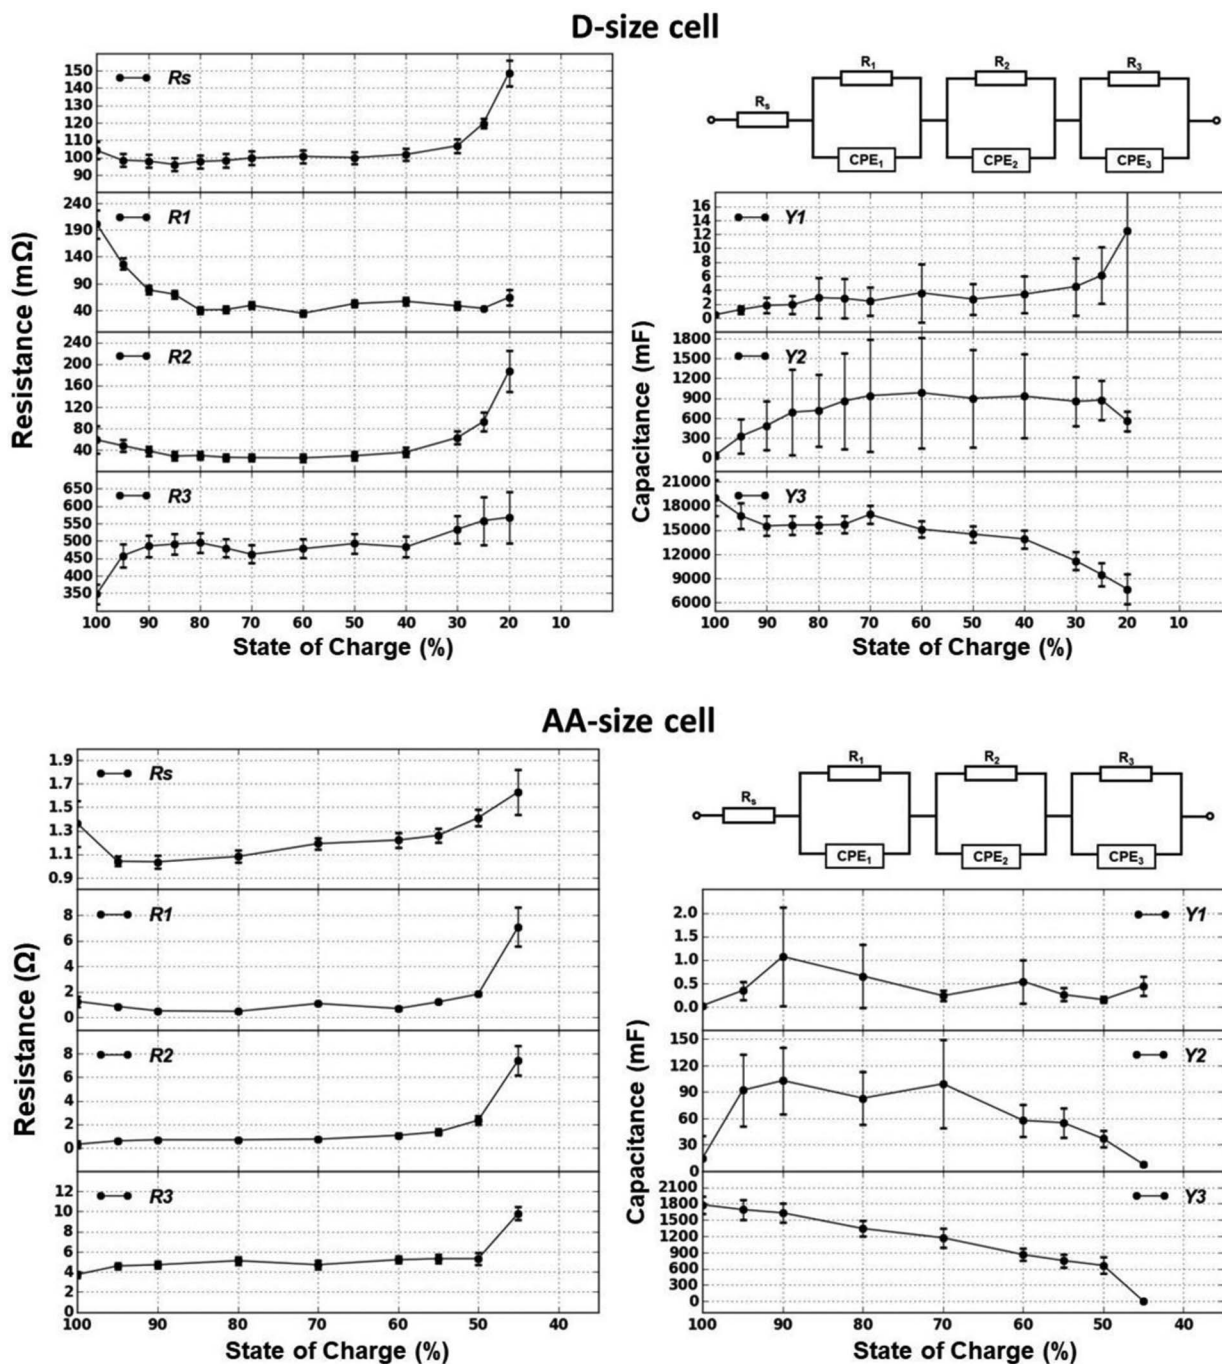 D-size cell
Resistance (mΩ)
Rs
150
140
130
120
110
100
90
R1
240
190
140
90
40
R2
240
200
160
120
80
40
R3
650
600
550
500
450
400
350
100 90 80 70 60 50 40 30 20 10
State of Charge (%)
R1 R2 R3
Rs
CPE1 CPE2 CPE3
Capacitance (mF)
Y1
16
14
12
10
8
6
4
2
0
Y2
1800
1500
1200
900
600
300
0
Y3
21000
18000
15000
12000
9000
6000
100 90 80 70 60 50 40 30 20 10
State of Charge (%)
AA-size cell
Resistance (Ω)
Rs
1.9
1.7
1.5
1.3
1.1
0.9
R1
8
6
4
2
0
R2
8
6
4
2
0
R3
12
10
8
6
4
2
0
100 90 80 70 60 50 40
State of Charge (%)
R1 R2 R3
Rs
CPE1 CPE2 CPE3
Capacitance (mF)
Y1
2.0
1.5
1.0
0.5
0.0
Y2
150
120
90
60
30
0
Y3
2100
1800
1500
1200
900
600
300
0
100 90 80 70 60 50 40
State of Charge (%)